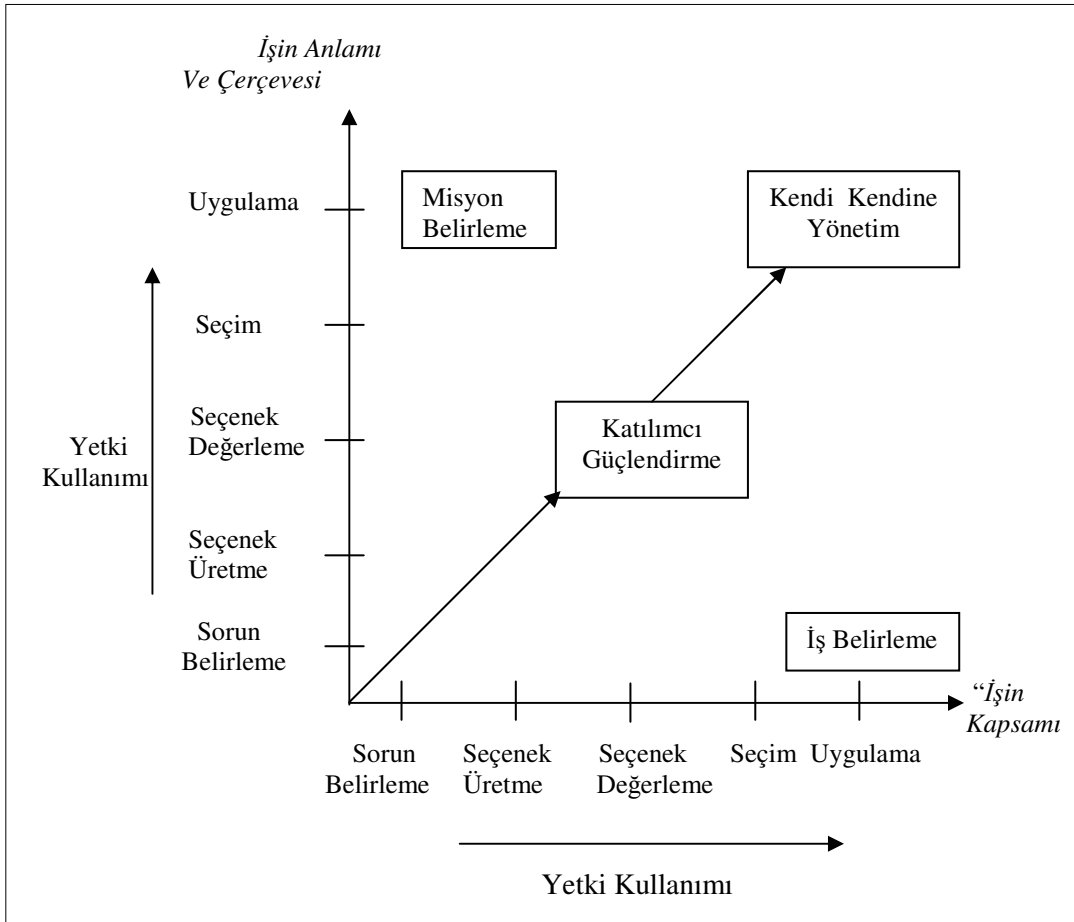 İşin Anlamı
Ve Çerçevesi
Uygulama
Misyon
Belirleme
Kendi Kendine
Yönetim
Seçim
Seçenek
Değerleme
Yetki
Kullanımı
Katılımcı
Güçlendirme
Seçenek
Üretme
Sorun
Belirleme
İş Belirleme
“İşin
Kapsamı
Sorun
Belirleme
Seçenek
Üretme
Seçenek
Değerleme
Seçim
Uygulama
Yetki Kullanımı